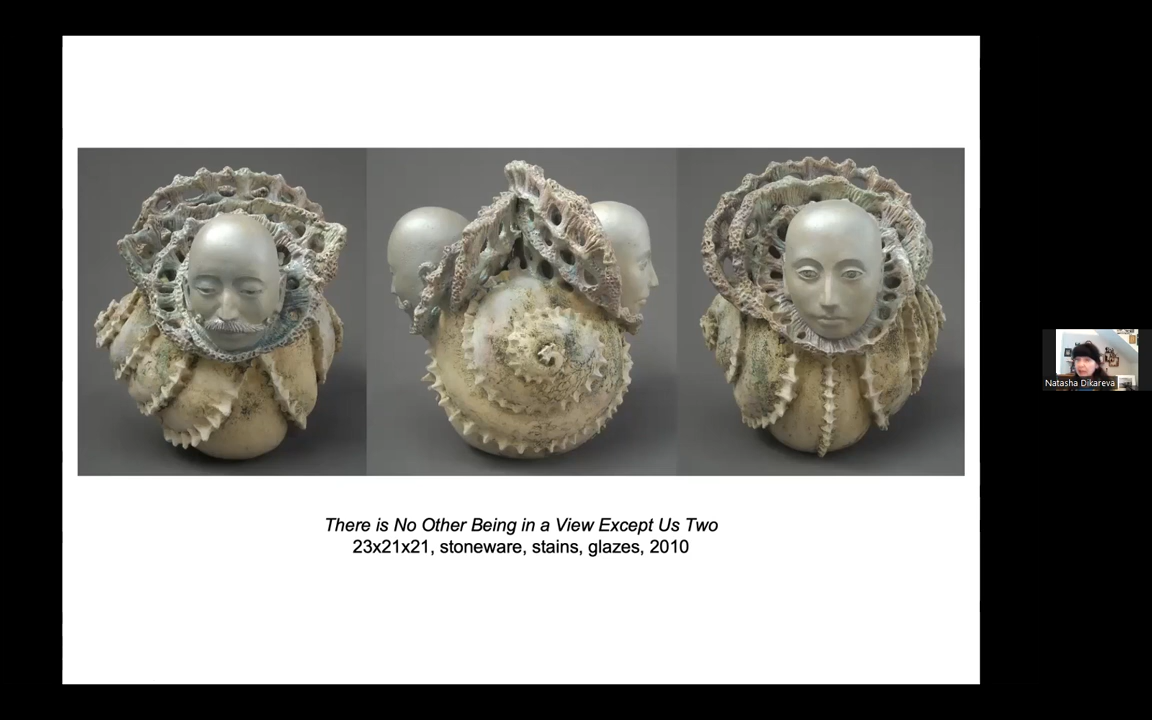 There is No Other Being in a View Except Us Two
23x21x21, stoneware, stains, glazes, 2010
Natasha Dikareva